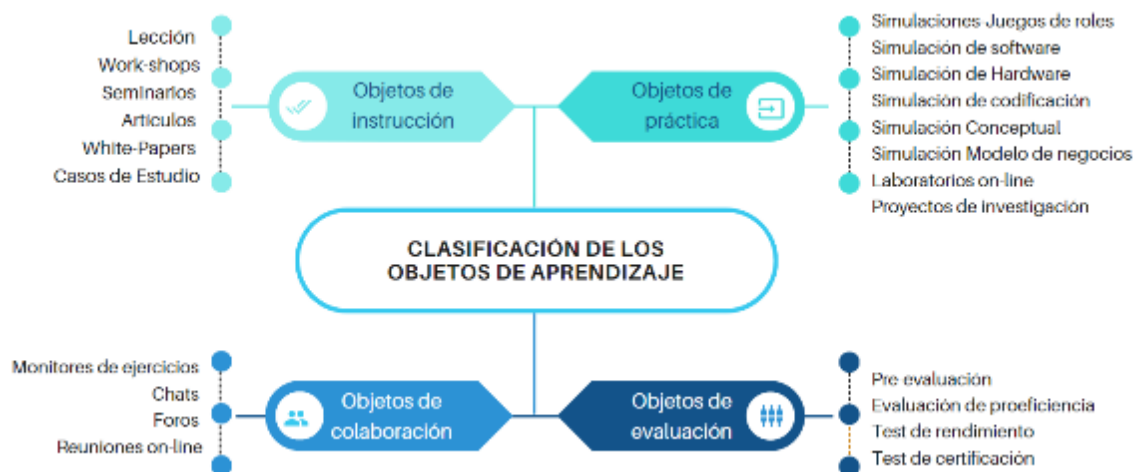 Lección
Work-shops
Seminarios
Artículos
White-Papers
Casos de Estudio
Objetos de
instrucción
Objetos de
práctica
Simulaciones-Juegos de roles
Simulación de software
Simulación de Hardware
Simulación de codificación
Simulación Conceptual
Simulación Modelo de negocios
Laboratorios on-line
Proyectos de investigación
CLASIFICACIÓN DE LOS
OBJETOS DE APRENDIZAJE
Monitores de ejercicios
Chats
Foros
Reuniones on-line
Objetos de
colaboración
Objetos de
evaluación
Pre evaluación
Evaluación de proeficiencia
Test de rendimiento
Test de certificación